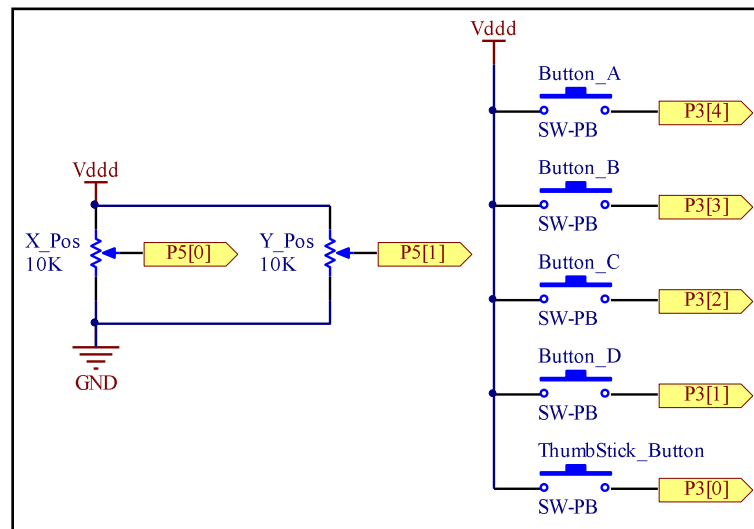 Vddd
X_Pos
10K
P5[0]
Y_Pos
10K
P5[1]
GND
Vddd
Button_A
SW-PB
P3[4]
Button_B
SW-PB
P3[3]
Button_C
SW-PB
P3[2]
Button_D
SW-PB
P3[1]
ThumbStick_Button
SW-PB
P3[0]